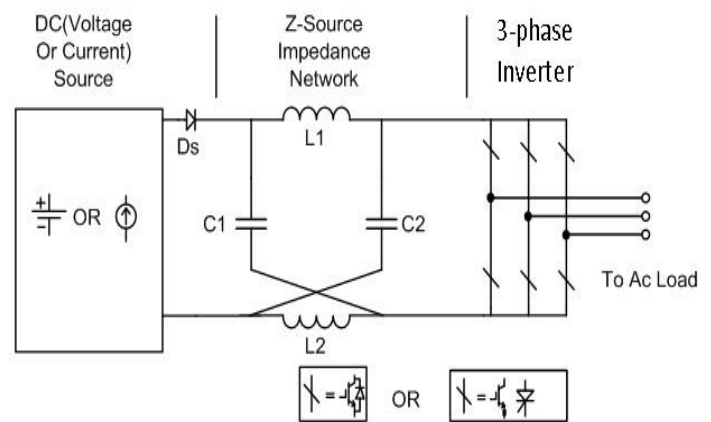 DC(Voltage
Or Current)
Source
Z-Source
Impedance
Network
3-phase
Inverter
Ds
L1
+
-
OR
C1
C2
To Ac Load
L2
=
OR
=